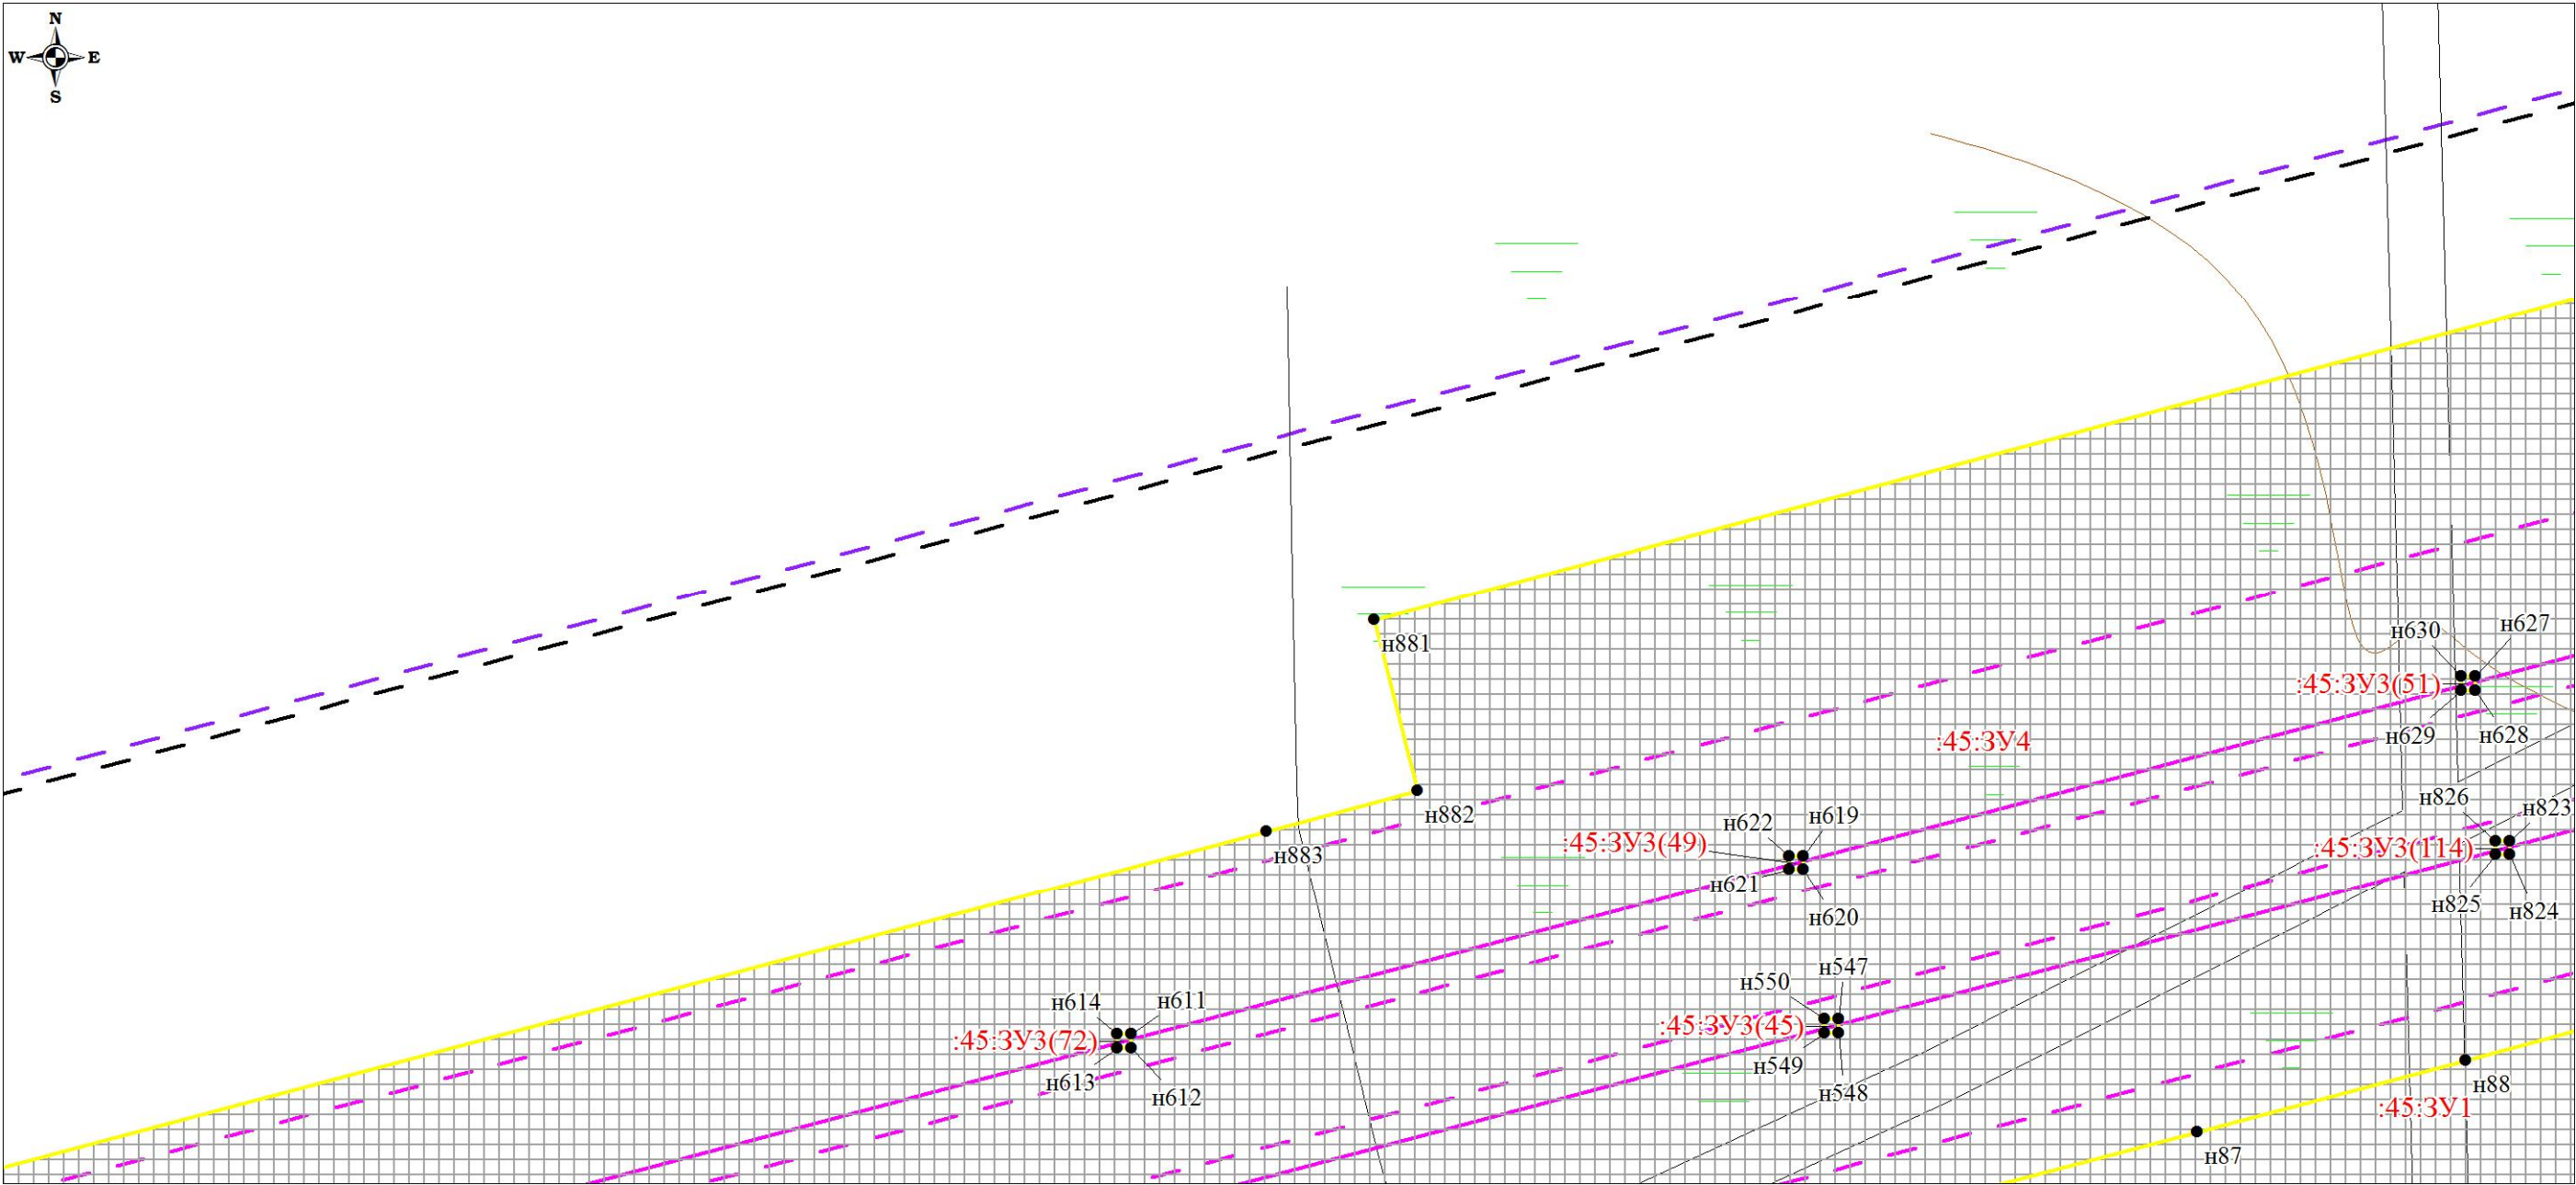 N
W E
S
н881
н630
н627
:45:ЗУ3(51)
н629
н628
:45:ЗУ4
н882
н622
н619
:45:ЗУ3(49)
н621
н620
н826
н823
:45:ЗУ3(114)
н825
н824
н883
н550
н547
:45:ЗУ3(45)
н549
н548
н614
н611
:45:ЗУ3(72)
н613
н612
н88
:45:ЗУ1
н87